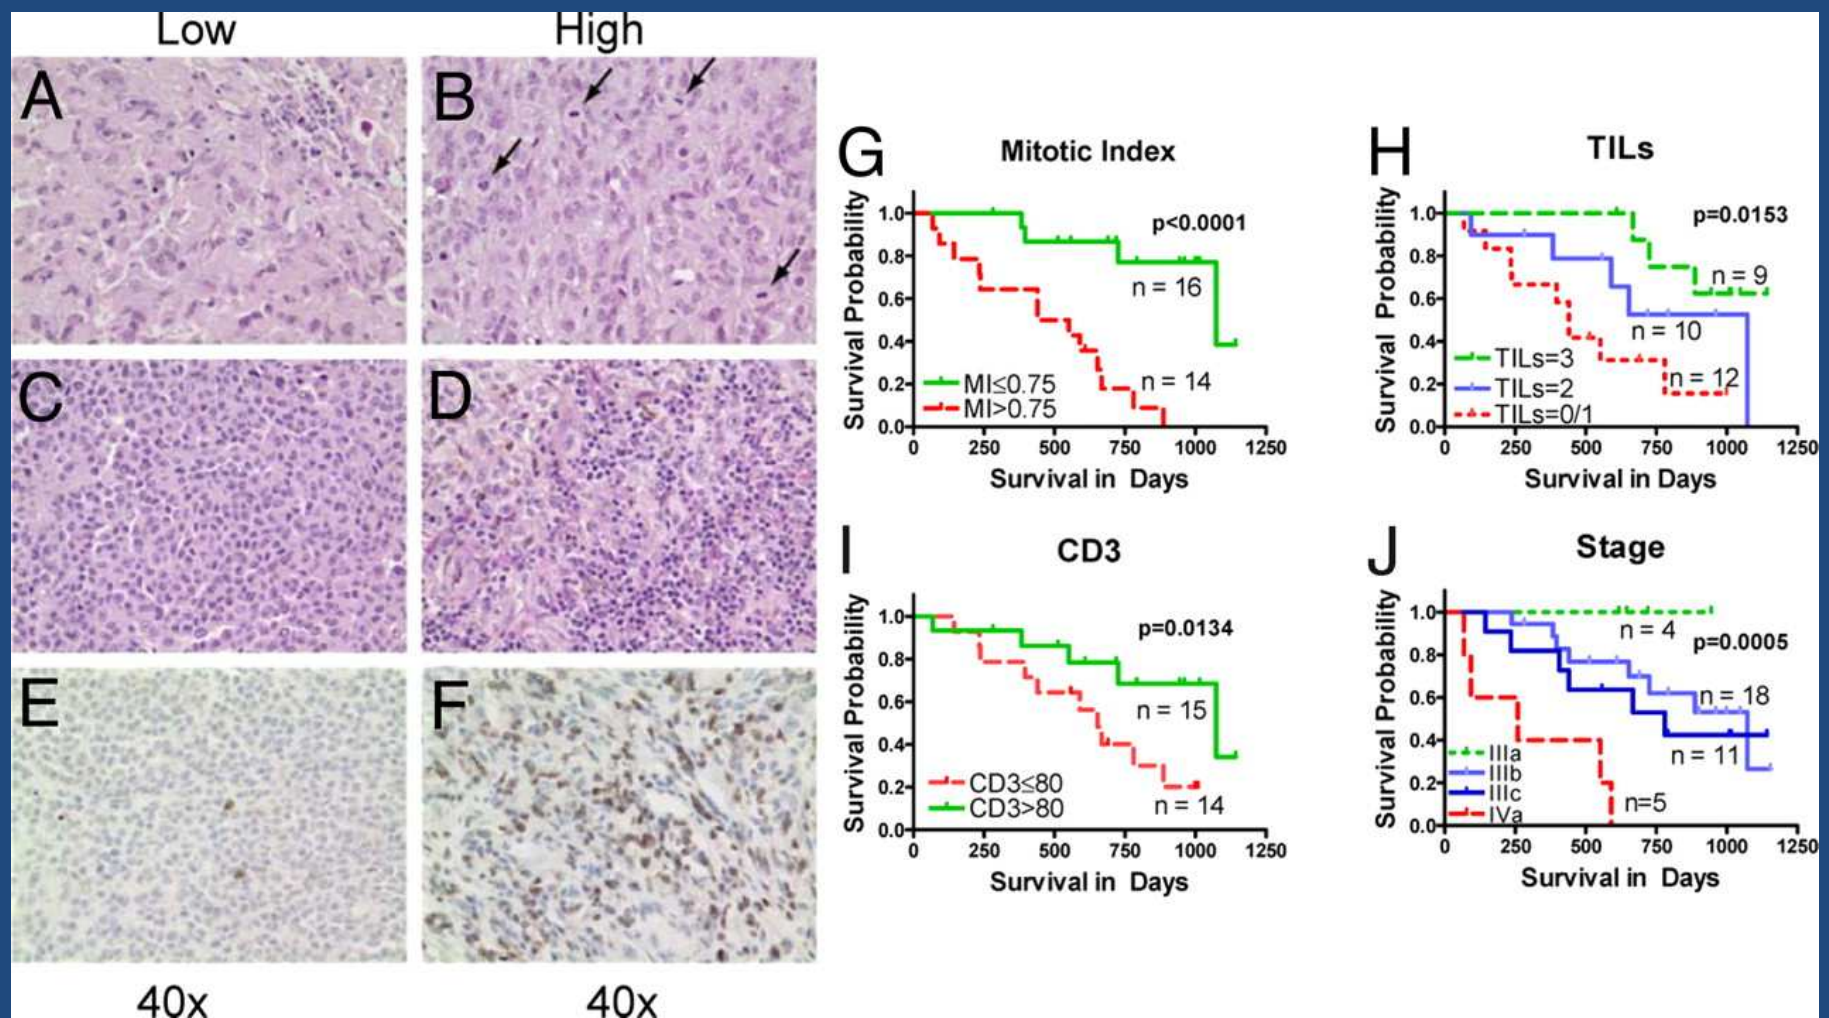 Low
High
A
B
C
D
E
F
40x
40x
G
Mitotic Index
Survival Probability
1.0
0.8
0.6
0.4
0.2
0.0
p<0.0001
n = 16
n = 14
MI≤0.75
MI>0.75
0 250 500 750 1000 1250
Survival in Days
H
TILs
Survival Probability
1.0
0.8
0.6
0.4
0.2
0.0
p=0.0153
n = 9
n = 10
n = 12
TILs=3
TILs=2
TILs=0/1
0 250 500 750 1000 1250
Survival in Days
I
CD3
Survival Probability
1.0
0.8
0.6
0.4
0.2
0.0
p=0.0134
n = 15
n = 14
CD3≤80
CD3>80
0 250 500 750 1000 1250
Survival in Days
J
Stage
Survival Probability
1.0
0.8
0.6
0.4
0.2
0.0
n = 4
p=0.0005
n = 18
n = 11
n=5
IIIa
IIIb
IIIc
IVa
0 250 500 750 1000 1250
Survival in Days